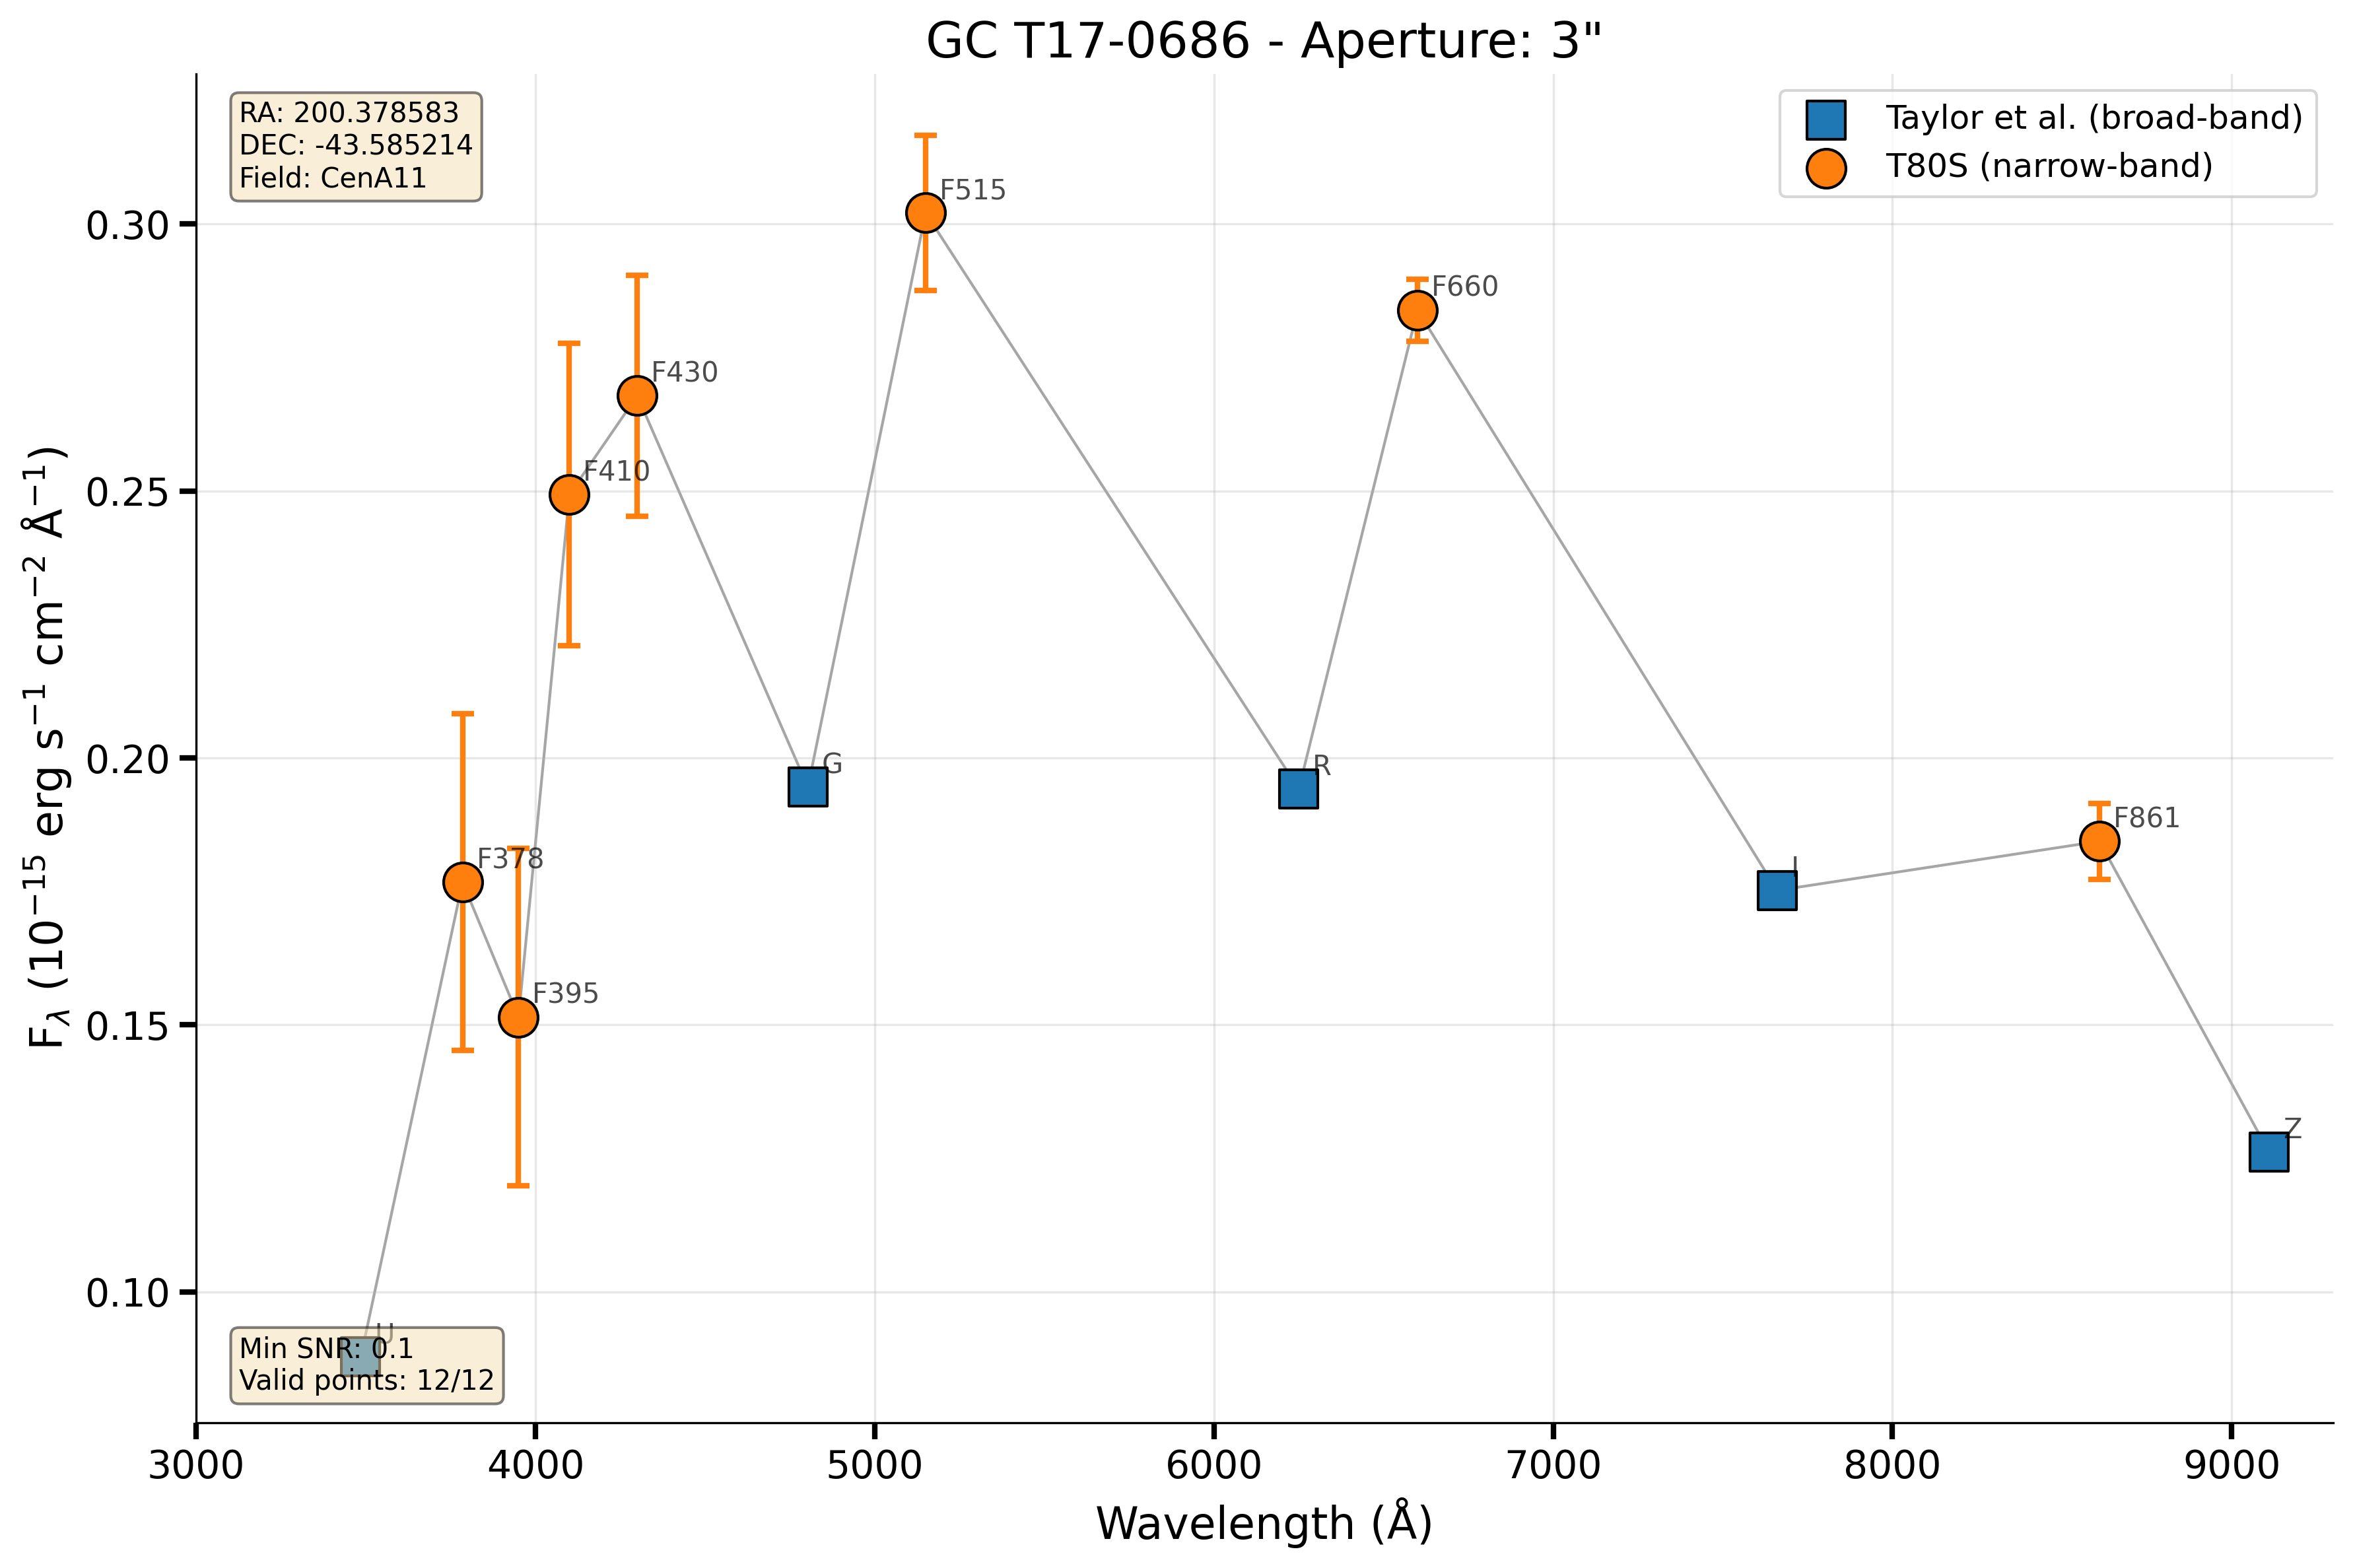 GC T17-0686 - Aperture: 3"
RA: 200.378583
DEC: -43.585214
Field: CenA11
Taylor et al. (broad-band)
T80S (narrow-band)
F515
F660
F430
F410
G
R
F378
F861
I
F395
Z
U
Min SNR: 0.1
Valid points: 12/12
0.30
0.25
0.20
0.15
0.10
F_λ (10⁻¹⁵ erg s⁻¹ cm⁻² Å⁻¹)
3000 4000 5000 6000 7000 8000 9000
Wavelength (Å)